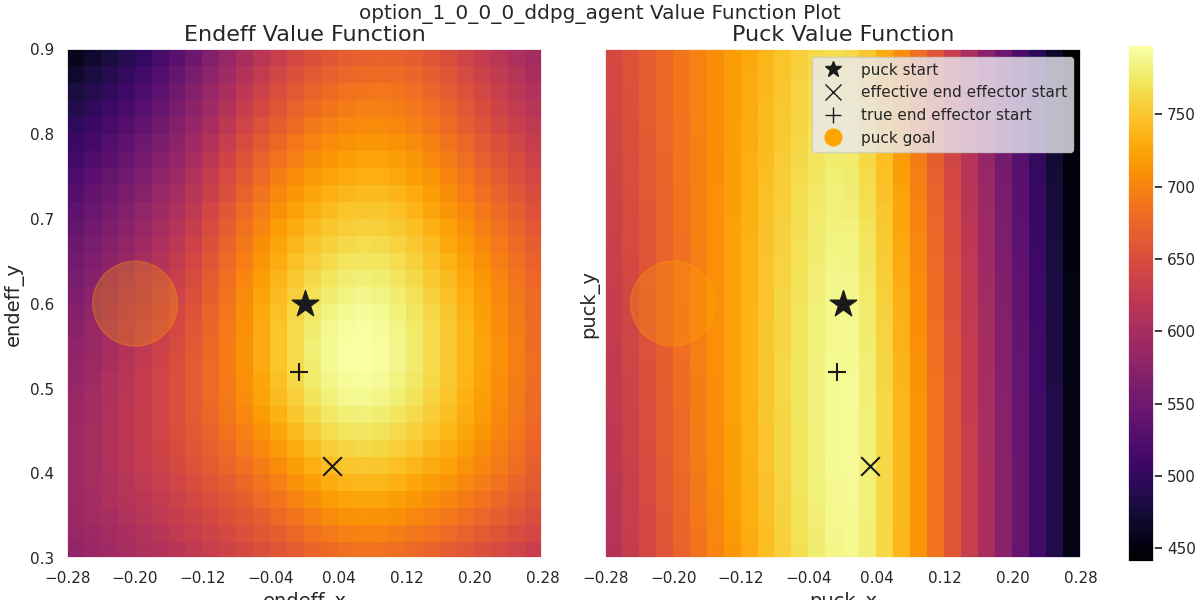 option_1_0_0_0_ddpg_agent Value Function Plot
Endeff Value Function
Puck Value Function
puck start
effective end effector start
true end effector start
puck goal
endeff_y
0.9
0.8
0.7
0.6
0.5
0.4
0.3
−0.28 −0.20 −0.12 −0.04 0.04 0.12 0.20 0.28
endeff_x
puck_y
−0.28 −0.20 −0.12 −0.04 0.04 0.12 0.20 0.28
puck_x
750
700
650
600
550
500
450